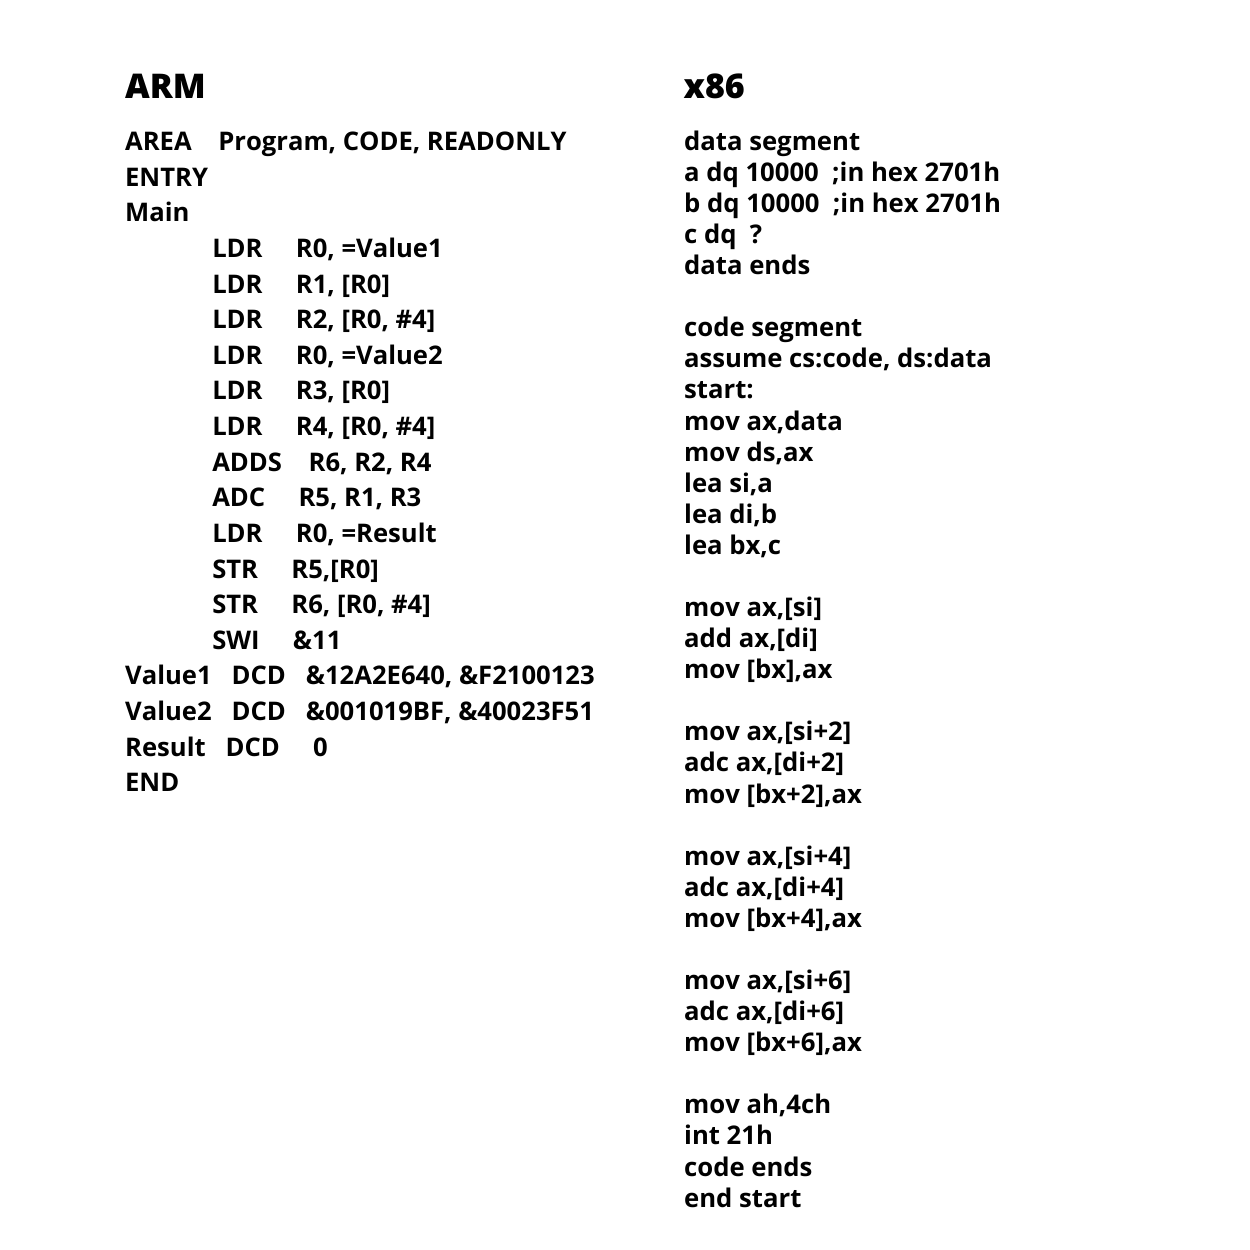 ARM
AREA Program, CODE, READONLY
ENTRY
Main
LDR R0, =Value1
LDR R1, [R0]
LDR R2, [R0, #4]
LDR R0, =Value2
LDR R3, [R0]
LDR R4, [R0, #4]
ADDS R6, R2, R4
ADC R5, R1, R3
LDR R0, =Result
STR R5,[R0]
STR R6, [R0, #4]
SWI &11
Value1 DCD &12A2E640, &F2100123
Value2 DCD &001019BF, &40023F51
Result DCD 0
END
x86
data segment
a dq 10000 ;in hex 2701h
b dq 10000 ;in hex 2701h
c dq ?
data ends
code segment
assume cs:code, ds:data
start:
mov ax,data
mov ds,ax
lea si,a
lea di,b
lea bx,c
mov ax,[si]
add ax,[di]
mov [bx],ax
mov ax,[si+2]
adc ax,[di+2]
mov [bx+2],ax
mov ax,[si+4]
adc ax,[di+4]
mov [bx+4],ax
mov ax,[si+6]
adc ax,[di+6]
mov [bx+6],ax
mov ah,4ch
int 21h
code ends
end start